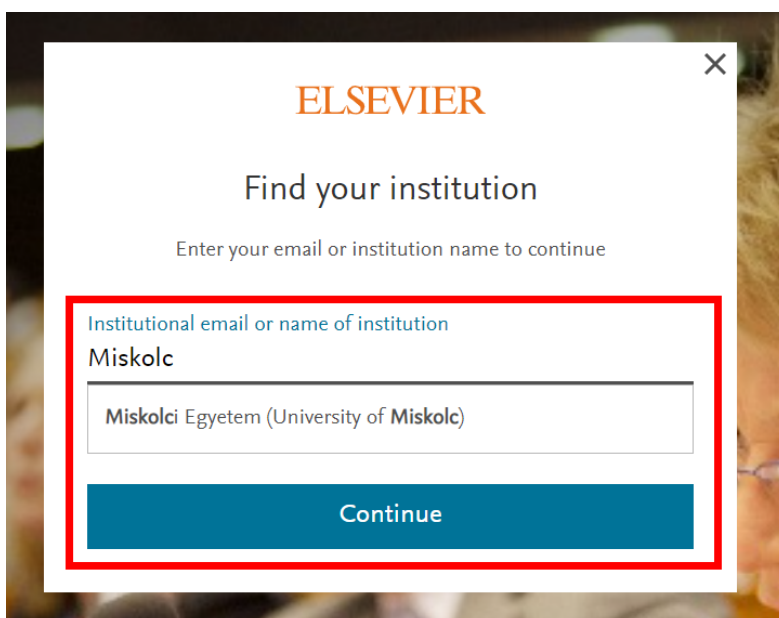 ELSEVIER
Find your institution
Enter your email or institution name to continue
Institutional email or name of institution
Miskolc
Miskolci Egyetem (University of Miskolc)
Continue